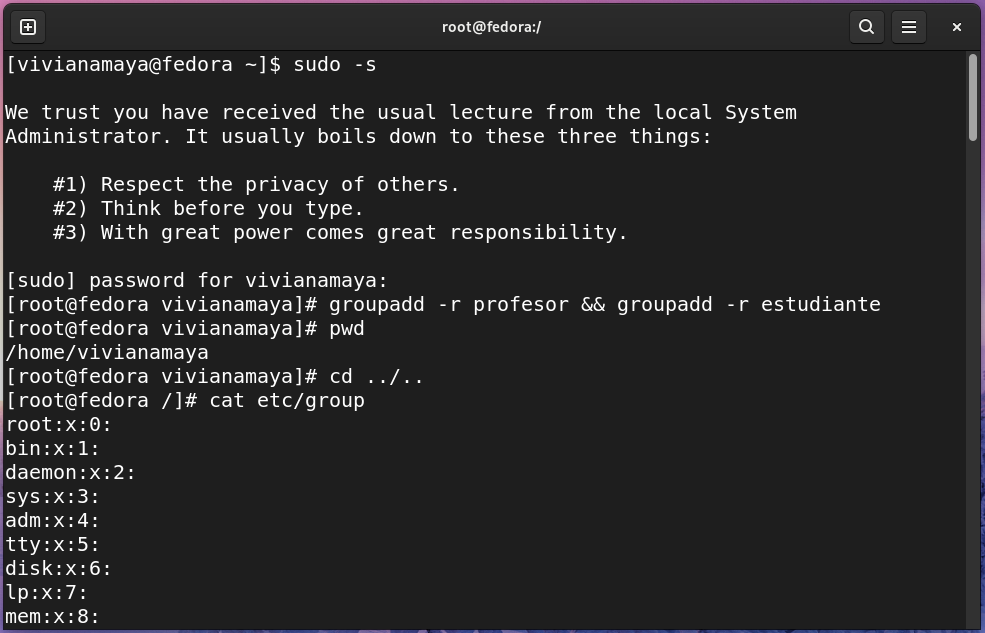 root@fedora:/
[vivianamaya@fedora ~]$ sudo -s
We trust you have received the usual lecture from the local System
Administrator. It usually boils down to these three things:
#1) Respect the privacy of others.
#2) Think before you type.
#3) With great power comes great responsibility.
[sudo] password for vivianamaya:
[root@fedora vivianamaya]# groupadd -r profesor && groupadd -r estudiante
[root@fedora vivianamaya]# pwd
/home/vivianamaya
[root@fedora vivianamaya]# cd ../..
[root@fedora /]# cat etc/group
root:x:0:
bin:x:1:
daemon:x:2:
sys:x:3:
adm:x:4:
tty:x:5:
disk:x:6:
lp:x:7:
mem:x:8: